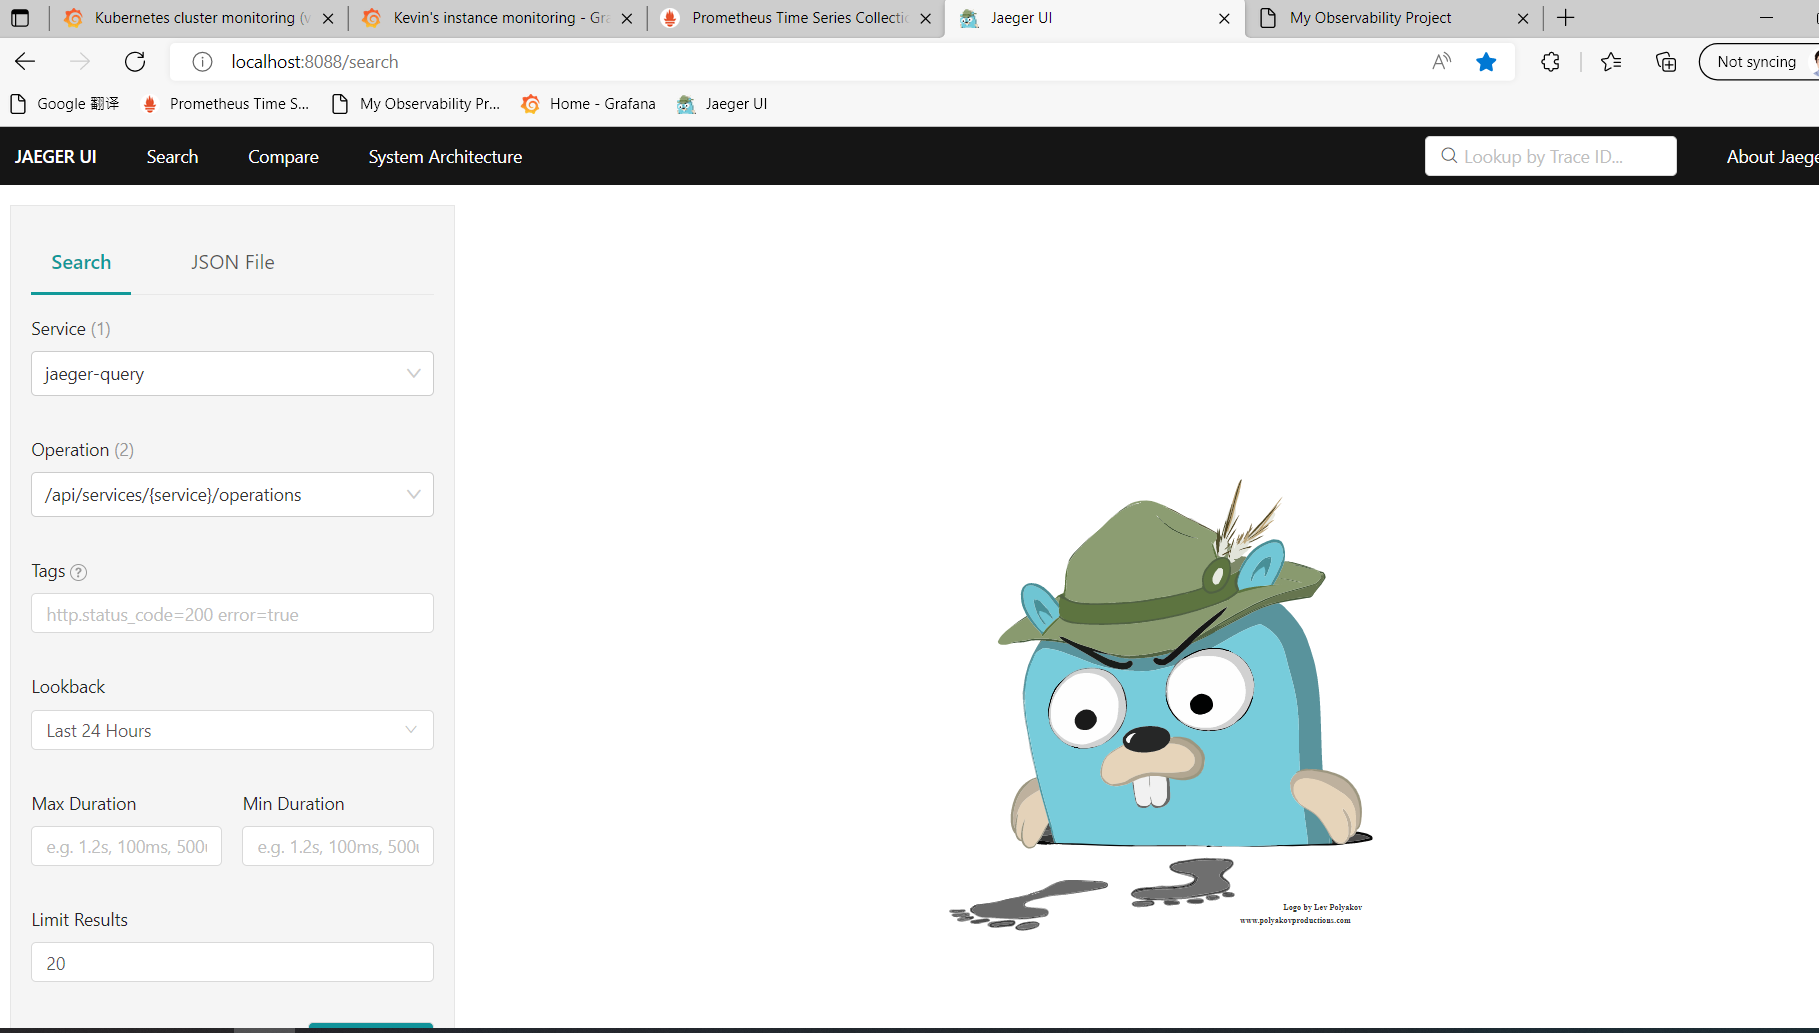 Kubernetes cluster monitoring (v
Kevin's instance monitoring - Gra
Prometheus Time Series Collectio
Jaeger UI
My Observability Project
localhost:8088/search
Not syncing
Google 翻译
Prometheus Time S...
My Observability Pr...
Home - Grafana
Jaeger UI
JAEGER UI
Search
Compare
System Architecture
Lookup by Trace ID...
About Jaege
Search
JSON File
Service (1)
jaeger-query
Operation (2)
/api/services/{service}/operations
Tags ?
http.status_code=200 error=true
Lookback
Last 24 Hours
Max Duration
Min Duration
e.g. 1.2s, 100ms, 500u
e.g. 1.2s, 100ms, 500u
Limit Results
20
Logo by Lev Polyakov
www.polyakovproductions.com